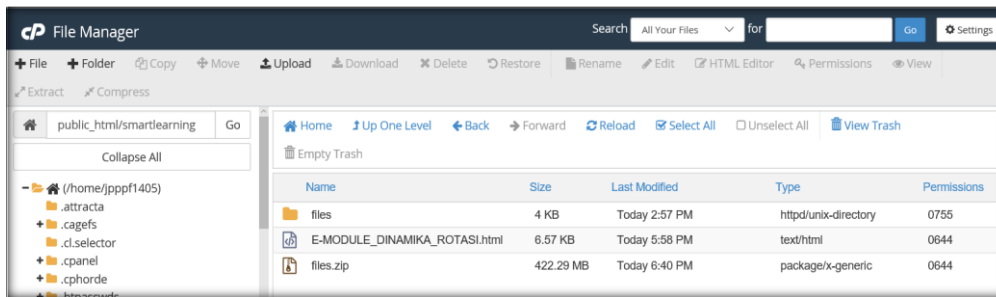 cP File Manager Search All Your Files for Go Settings
+ File + Folder Copy Move Upload Download Delete Restore Rename Edit HTML Editor Permissions View
Extract Compress
public_html/smartlearning Go
Collapse All
(/home/jpppf1405)
.attracta
.cagefs
.cl.selector
.cpanel
.cphorde
.htpasswds
Home Up One Level Back Forward Reload Select All Unselect All View Trash
Empty Trash
Name Size Last Modified Type Permissions
files 4 KB Today 2:57 PM httpd/unix-directory 0755
E-MODULE_DINAMIKA_ROTASI.html 6.57 KB Today 5:58 PM text/html 0644
files.zip 422.29 MB Today 6:40 PM package/x-generic 0644